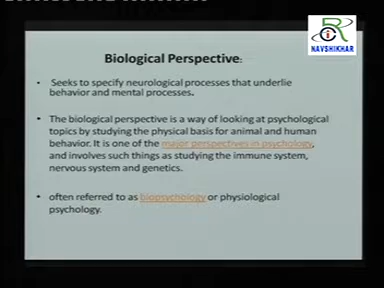 NAVSHIKHAR
Biological Perspective:
• Seeks to specify neurological processes that underlie
behavior and mental processes.
• The biological perspective is a way of looking at psychological
topics by studying the physical basis for animal and human
behavior. It is one of the major perspectives in psychology,
and involves such things as studying the immune system,
nervous system and genetics.
• often referred to as biopsychology or physiological
psychology.